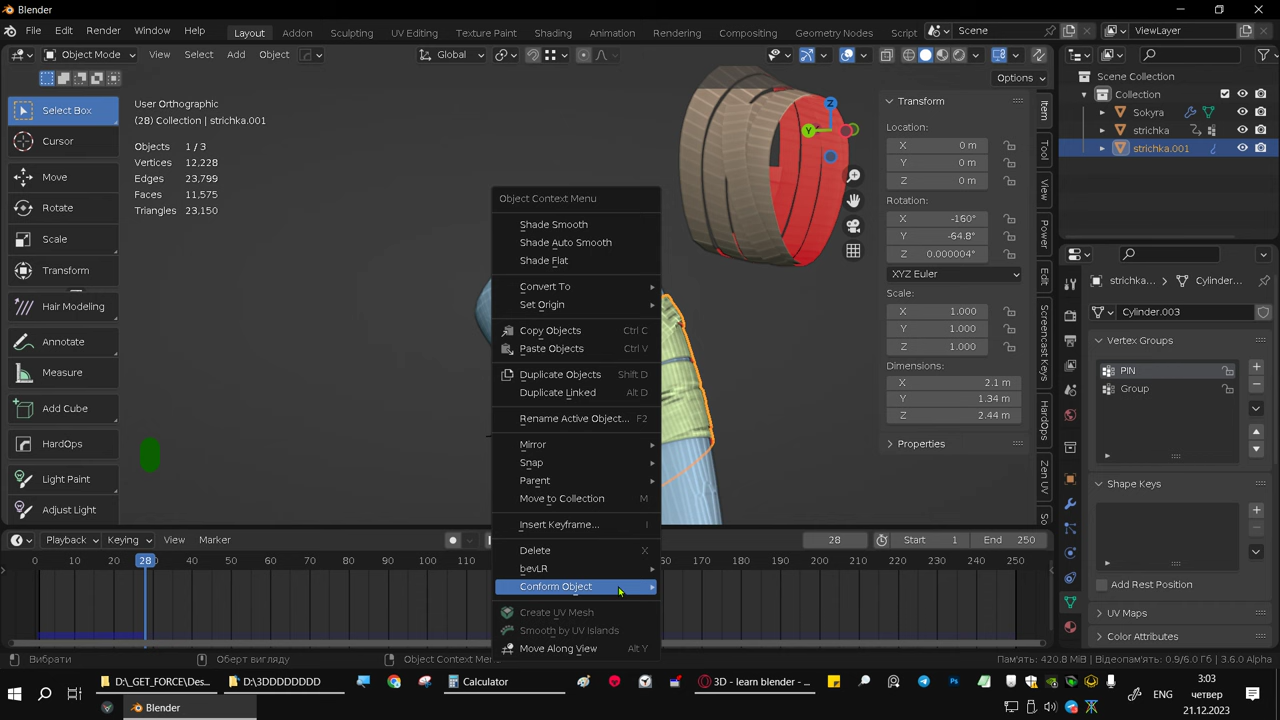 Blender
File Edit Render Window Help Layout Addon Sculpting UV Editing Texture Paint Shading Animation Rendering Compositing Geometry Nodes Script Scene ViewLayer
Object Mode View Select Add Object Global
Options
Select Box
Cursor
Move
Rotate
Scale
Transform
Hair Modeling
Annotate
Measure
Add Cube
HardOps
Light Paint
Adjust Light
User Orthographic
(28) Collection | strichka.001
Objects 1 / 3
Vertices 12,228
Edges 23,799
Faces 11,575
Triangles 23,150
Z
Y
Object Context Menu
Shade Smooth
Shade Auto Smooth
Shade Flat
Convert To
Set Origin
Copy Objects Ctrl C
Paste Objects Ctrl V
Duplicate Objects Shift D
Duplicate Linked Alt D
Rename Active Object... F2
Mirror
Snap
Parent
Move to Collection M
Insert Keyframe... I
Delete X
bevLR
Conform Object
Create UV Mesh
Smooth by UV Islands
Move Along View Alt Y
Transform
Location:
X 0 m
Y 0 m
Z 0 m
Rotation:
X -160°
Y -64.8°
Z 0.000004°
XYZ Euler
Scale:
X 1.000
Y 1.000
Z 1.000
Dimensions:
X 2.1 m
Y 1.34 m
Z 2.44 m
Properties
Item
Tool
View
Power
Edit
Screencast Keys
HardOps
Zen UV
So
Scene Collection
Collection
Sokyra
strichka
strichka.001
strichka... Cylinder...
Cylinder.003
Vertex Groups
PIN
Group
Shape Keys
Add Rest Position
UV Maps
Color Attributes
Playback Keying View Marker 28 Start 1 End 250
0 10 20 28 40 50 60 70 80 90 100 110 120 130 140 160 170 180 190 200 210 220 230 240 250
Вибрати Оберт вигляду Object Context Menu Пам'ять: 420.8 MiB | Відеопам'ять: 0.9/6.0 Гі | 3.6.0 Alpha
D:\_GET_FORCE\Des... D:\3DDDDDDDD Calculator 3D - learn blender - ... 3:03
ENG четвер
Blender 21.12.2023